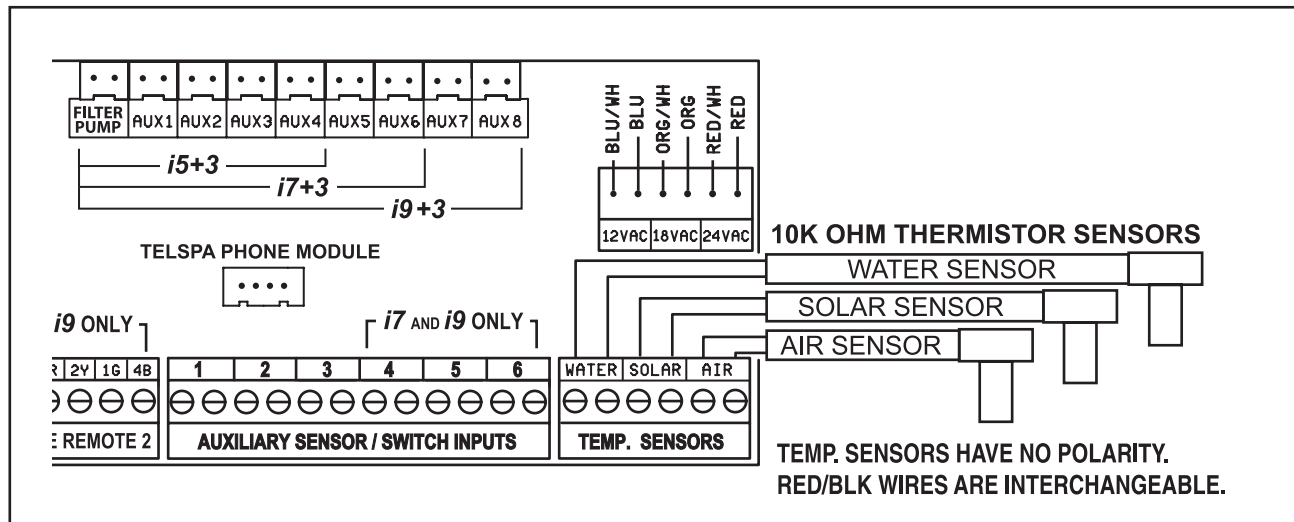 FILTER PUMP AUX1 AUX2 AUX3 AUX4 AUX5 AUX6 AUX7 AUX8
i5+3
i7+3
i9+3
BLU/WH BLU ORG/WH ORG RED/WH RED
12VAC 18VAC 24VAC
TELSPA PHONE MODULE
10K OHM THERMISTOR SENSORS
WATER SENSOR
SOLAR SENSOR
AIR SENSOR
i9 ONLY
i7 AND i9 ONLY
R 2Y 1G 4B 1 2 3 4 5 6 WATER SOLAR AIR
E REMOTE 2 AUXILIARY SENSOR / SWITCH INPUTS TEMP. SENSORS
TEMP. SENSORS HAVE NO POLARITY.
RED/BLK WIRES ARE INTERCHANGEABLE.